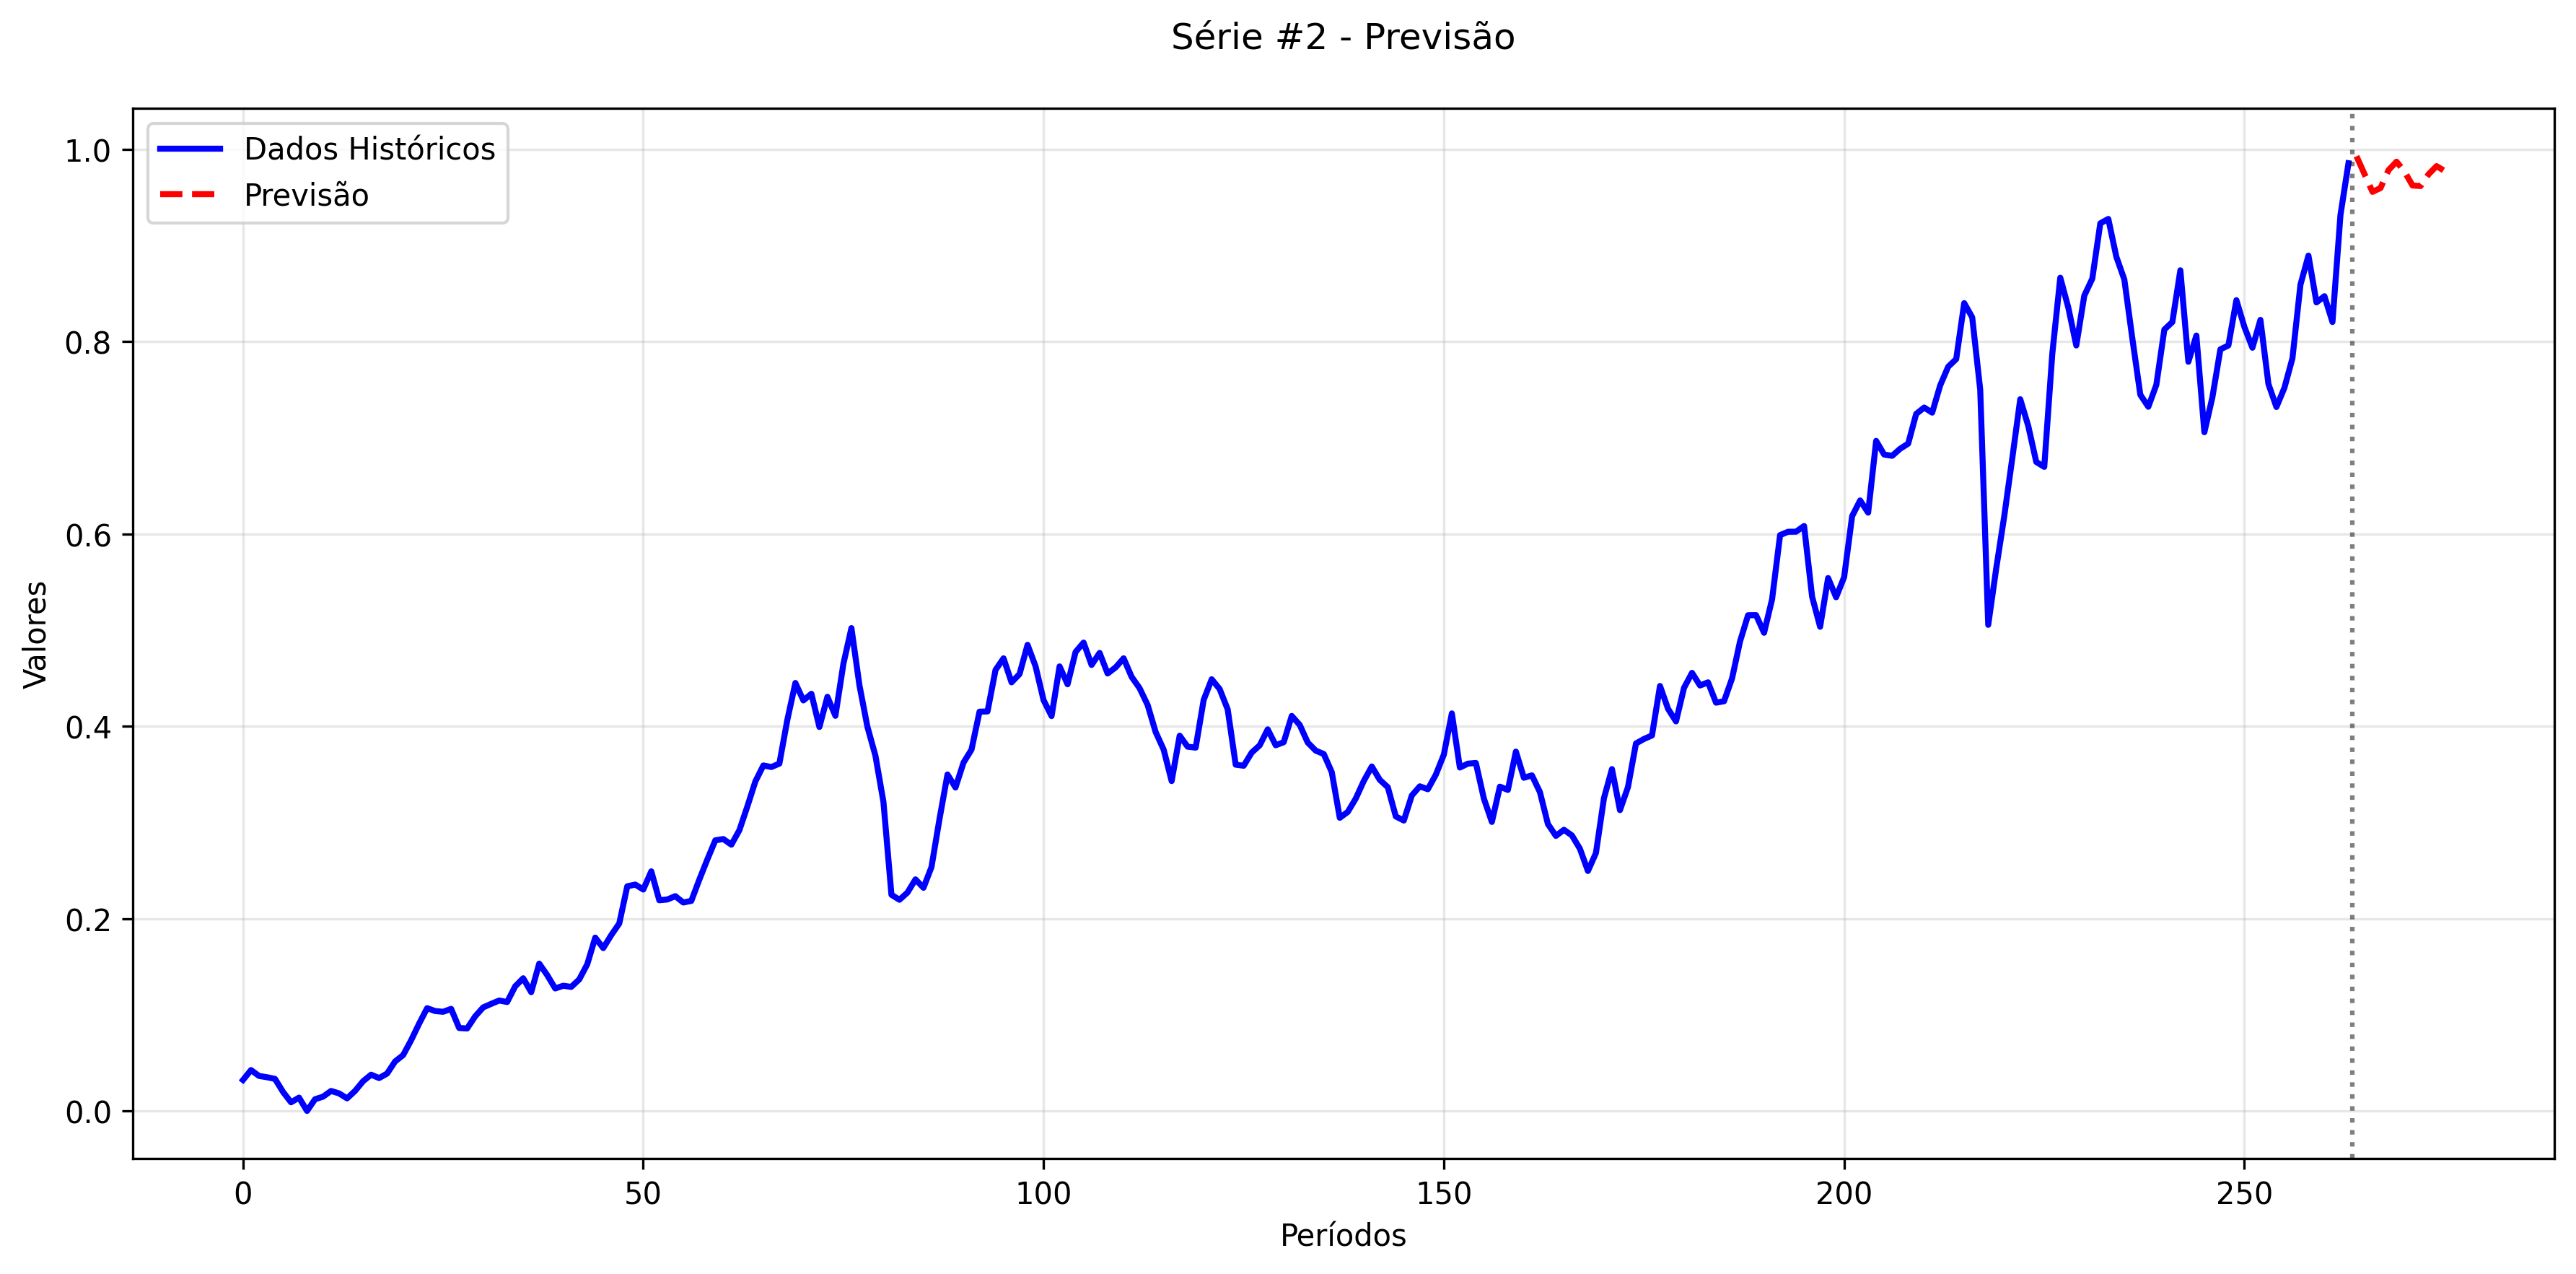 Série #2 - Previsão
Dados Históricos
Previsão
1.0
0.8
0.6
0.4
0.2
0.0
Valores
0 50 100 150 200 250
Períodos